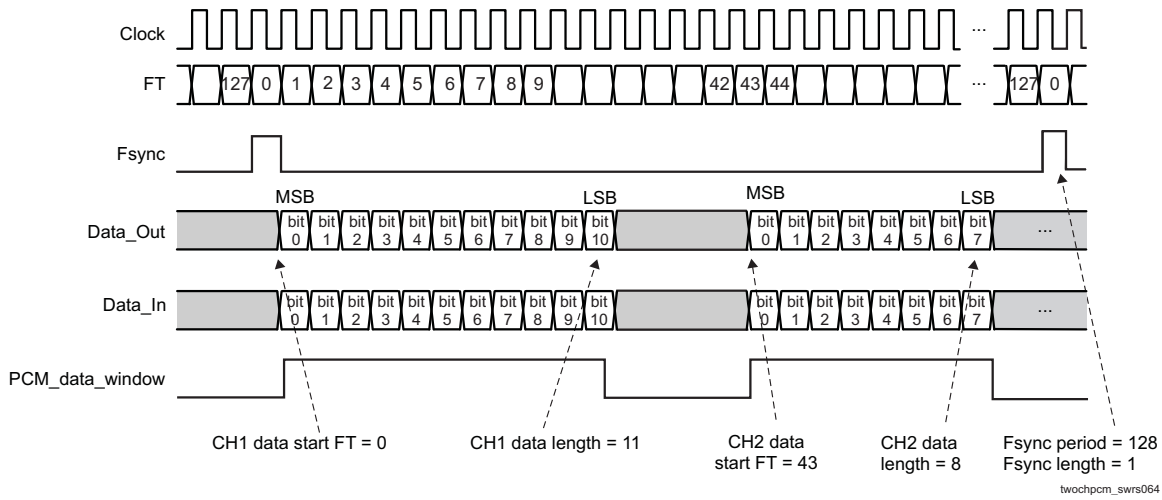 Clock ...
FT 127 0 1 2 3 4 5 6 7 8 9 42 43 44 ... 127 0
Fsync
MSB LSB MSB LSB
Data_Out bit 0 bit 1 bit 2 bit 3 bit 4 bit 5 bit 6 bit 7 bit 8 bit 9 bit 10 bit 0 bit 1 bit 2 bit 3 bit 4 bit 5 bit 6 bit 7 ...
Data_In bit 0 bit 1 bit 2 bit 3 bit 4 bit 5 bit 6 bit 7 bit 8 bit 9 bit 10 bit 0 bit 1 bit 2 bit 3 bit 4 bit 5 bit 6 bit 7 ...
PCM_data_window
CH1 data start FT = 0
CH1 data length = 11
CH2 data
start FT = 43
CH2 data
length = 8
Fsync period = 128
Fsync length = 1
twochpcm_swrs064